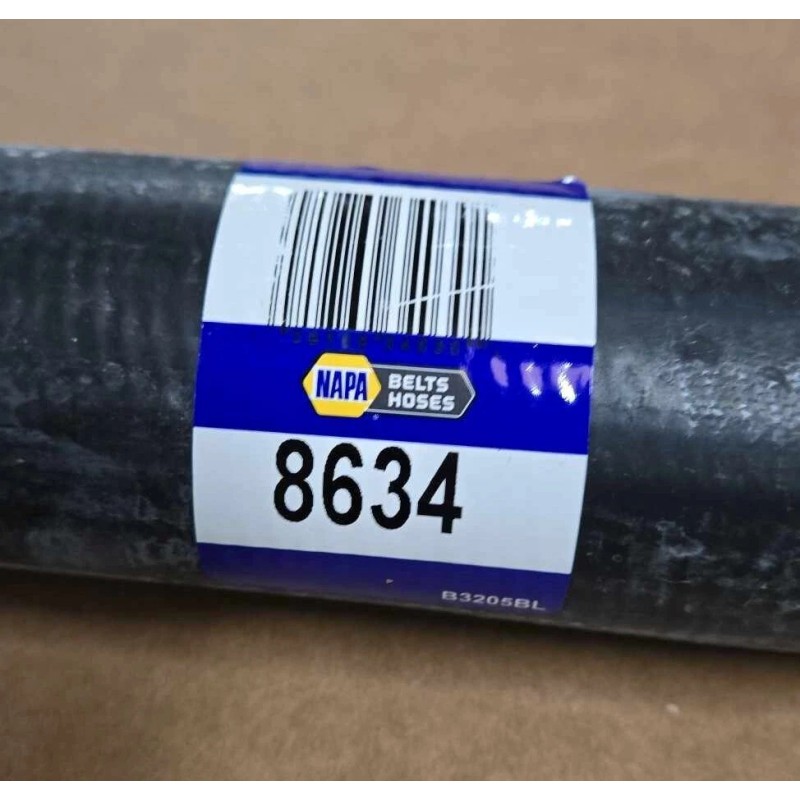 NAPA BELTS
HOSES
8634
B3205BL